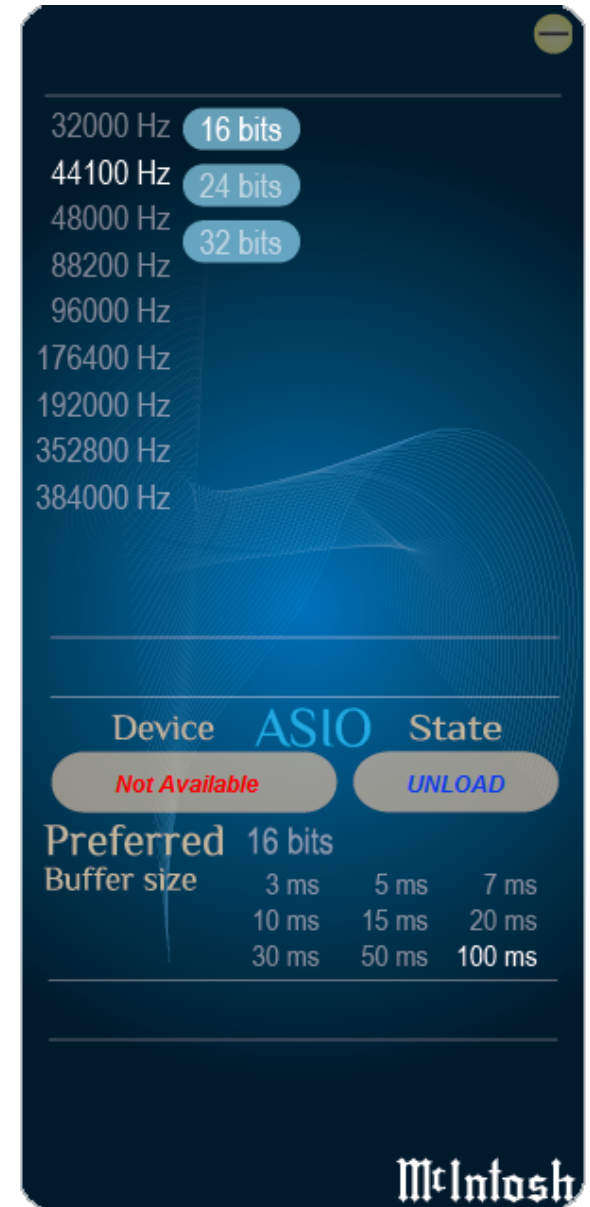 32000 Hz 16 bits
44100 Hz 24 bits
48000 Hz 32 bits
88200 Hz
96000 Hz
176400 Hz
192000 Hz
352800 Hz
384000 Hz
Device ASIO State
Not Available UNLOAD
Preferred 16 bits
Buffer size 3 ms 5 ms 7 ms
10 ms 15 ms 20 ms
30 ms 50 ms 100 ms
McIntosh